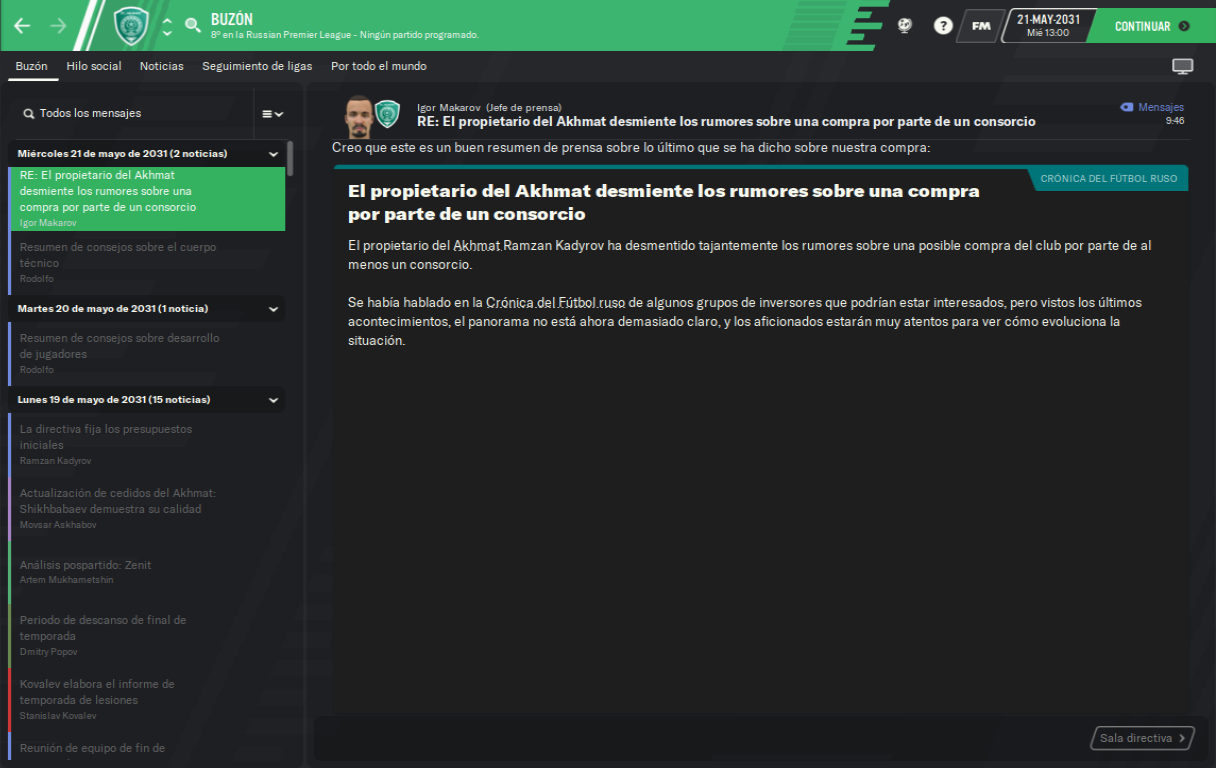 BUZÓN
8º en la Russian Premier League - Ningún partido programado.
?
FM
21-MAY-2031
Mié 13:00
CONTINUAR
Buzón Hilo social Noticias Seguimiento de ligas Por todo el mundo
Todos los mensajes
Miércoles 21 de mayo de 2031 (2 noticias)
RE: El propietario del Akhmat
desmiente los rumores sobre una
compra por parte de un consorcio
Igor Makarov
Resumen de consejos sobre el cuerpo
técnico
Rodolfo
Martes 20 de mayo de 2031 (1 noticia)
Resumen de consejos sobre desarrollo
de jugadores
Rodolfo
Lunes 19 de mayo de 2031 (15 noticias)
La directiva fija los presupuestos
iniciales
Ramzan Kadyrov
Actualización de cedidos del Akhmat:
Shikhbabaev demuestra su calidad
Movsar Askhabov
Análisis pospartido: Zenit
Artem Mukhametshin
Periodo de descanso de final de
temporada
Dmitry Popov
Kovalev elabora el informe de
temporada de lesiones
Stanislav Kovalev
Reunión de equipo de fin de
Igor Makarov (Jefe de prensa)
RE: El propietario del Akhmat desmiente los rumores sobre una compra por parte de un consorcio
Mensajes
9:46
Creo que este es un buen resumen de prensa sobre lo último que se ha dicho sobre nuestra compra:
CRÓNICA DEL FÚTBOL RUSO
El propietario del Akhmat desmiente los rumores sobre una compra
por parte de un consorcio
El propietario del Akhmat Ramzan Kadyrov ha desmentido tajantemente los rumores sobre una posible compra del club por parte de al
menos un consorcio.
Se había hablado en la Crónica del Fútbol ruso de algunos grupos de inversores que podrían estar interesados, pero vistos los últimos
acontecimientos, el panorama no está ahora demasiado claro, y los aficionados estarán muy atentos para ver cómo evoluciona la
situación.
Sala directiva